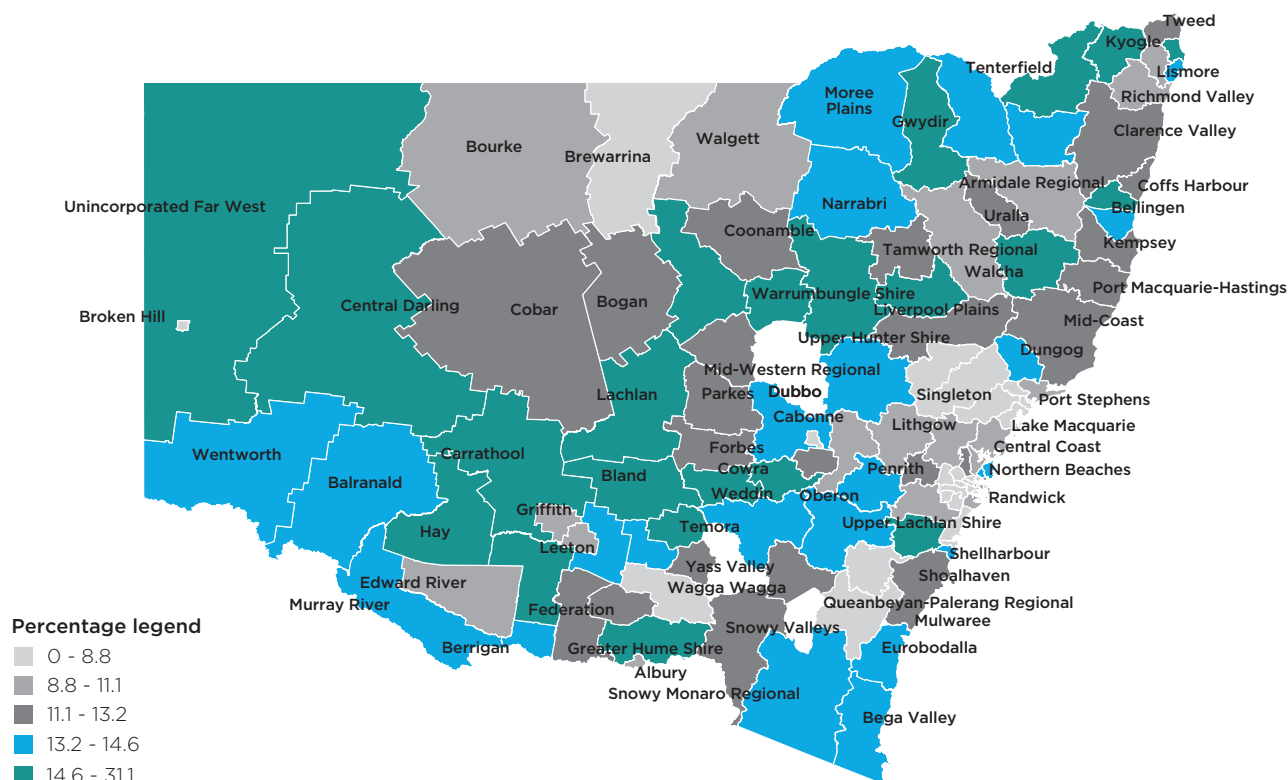 Tweed
Kyogle
Tenterfield
Lismore
Moree
Plains
Richmond Valley
Gwydir
Clarence Valley
Walgett
Bourke
Brewarrina
Armidale Regional
Coffs Harbour
Unincorporated Far West
Narrabri
Bellingen
Uralla
Coonamble
Kempsey
Tamworth Regional
Walcha
Port Macquarie-Hastings
Warrumbungle Shire
Bogan
Central Darling
Cobar
Liverpool Plains
Broken Hill
Mid-Coast
Upper Hunter Shire
Dungog
Mid-Western Regional
Lachlan
Parkes
Dubbo
Singleton
Port Stephens
Cabonne
Lithgow
Lake Macquarie
Forbes
Central Coast
Wentworth
Carrathool
Cowra
Penrith
Northern Beaches
Bland
Balranald
Weddin
Oberon
Randwick
Griffith
Hay
Temora
Upper Lachlan Shire
Leeton
Shellharbour
Yass Valley
Shoalhaven
Edward River
Wagga Wagga
Murray River
Federation
Queanbeyan-Palerang Regional
Mulwaree
Snowy Valleys
Berrigan
Greater Hume Shire
Eurobodalla
Albury
Snowy Monaro Regional
Bega Valley
Percentage legend
0 - 8.8
8.8 - 11.1
11.1 - 13.2
13.2 - 14.6
14.6 - 31.1